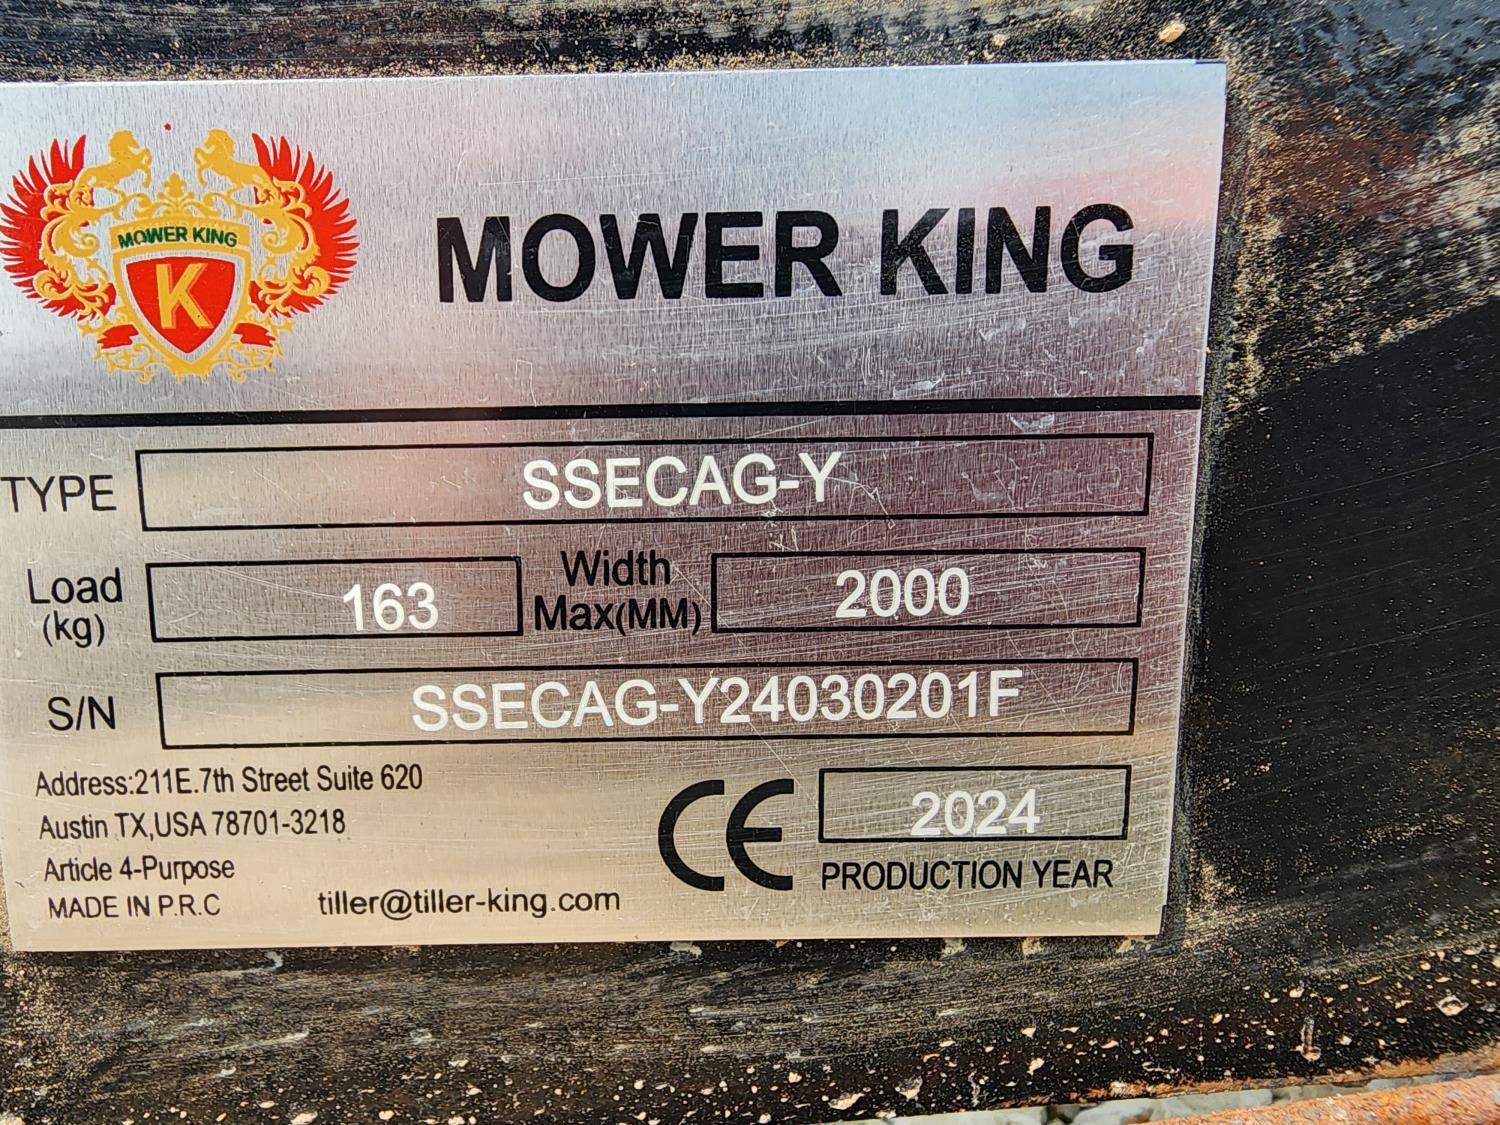 MOWER KING
K
MOWER KING
TYPE SSECAG-Y
Load (kg) 163 Width Max(MM) 2000
S/N SSECAG-Y24030201F
Address:211E.7th Street Suite 620
Austin TX,USA 78701-3218
Article 4-Purpose
MADE IN P.R.C
tiller@tiller-king.com
CE 2024
PRODUCTION YEAR